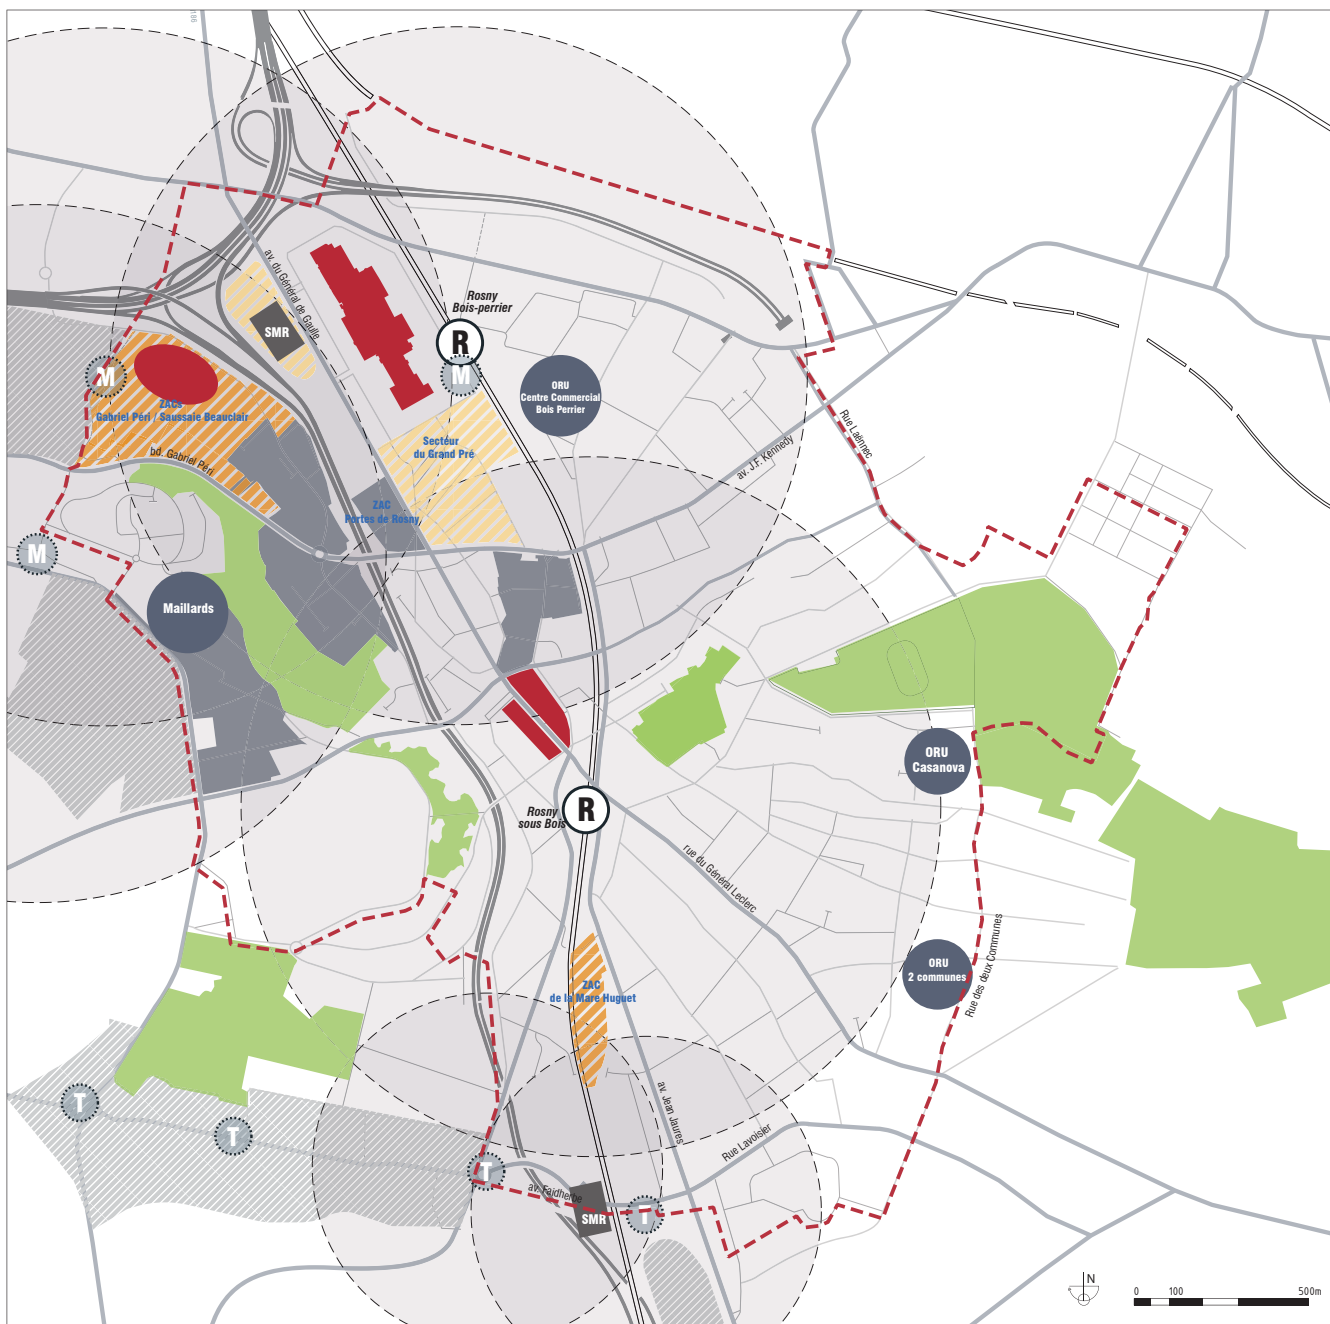 186
av. du Général de Gaulle
Rosny
Bois-perrier
R
M
SMR
M
ORU
Centre Commercial
Bois Perrier
ZACs
Gabriel Péri / Saussaie Beauclair
bd. Gabriel Péri
Secteur
du Grand Pré
av. J.F. Kennedy
Rue Laënnec
ZAC
Portes de Rosny
M
Maillards
ORU
Casanova
Rosny
sous Bois
R
rue du Général Leclerc
ORU
2 communes
Rue des deux Communes
ZAC
de la Mare Huguet
T
T
av. Jean Jaures
Rue Lavoisier
T
av. Faidherbe
SMR
T
N
0 100 500m